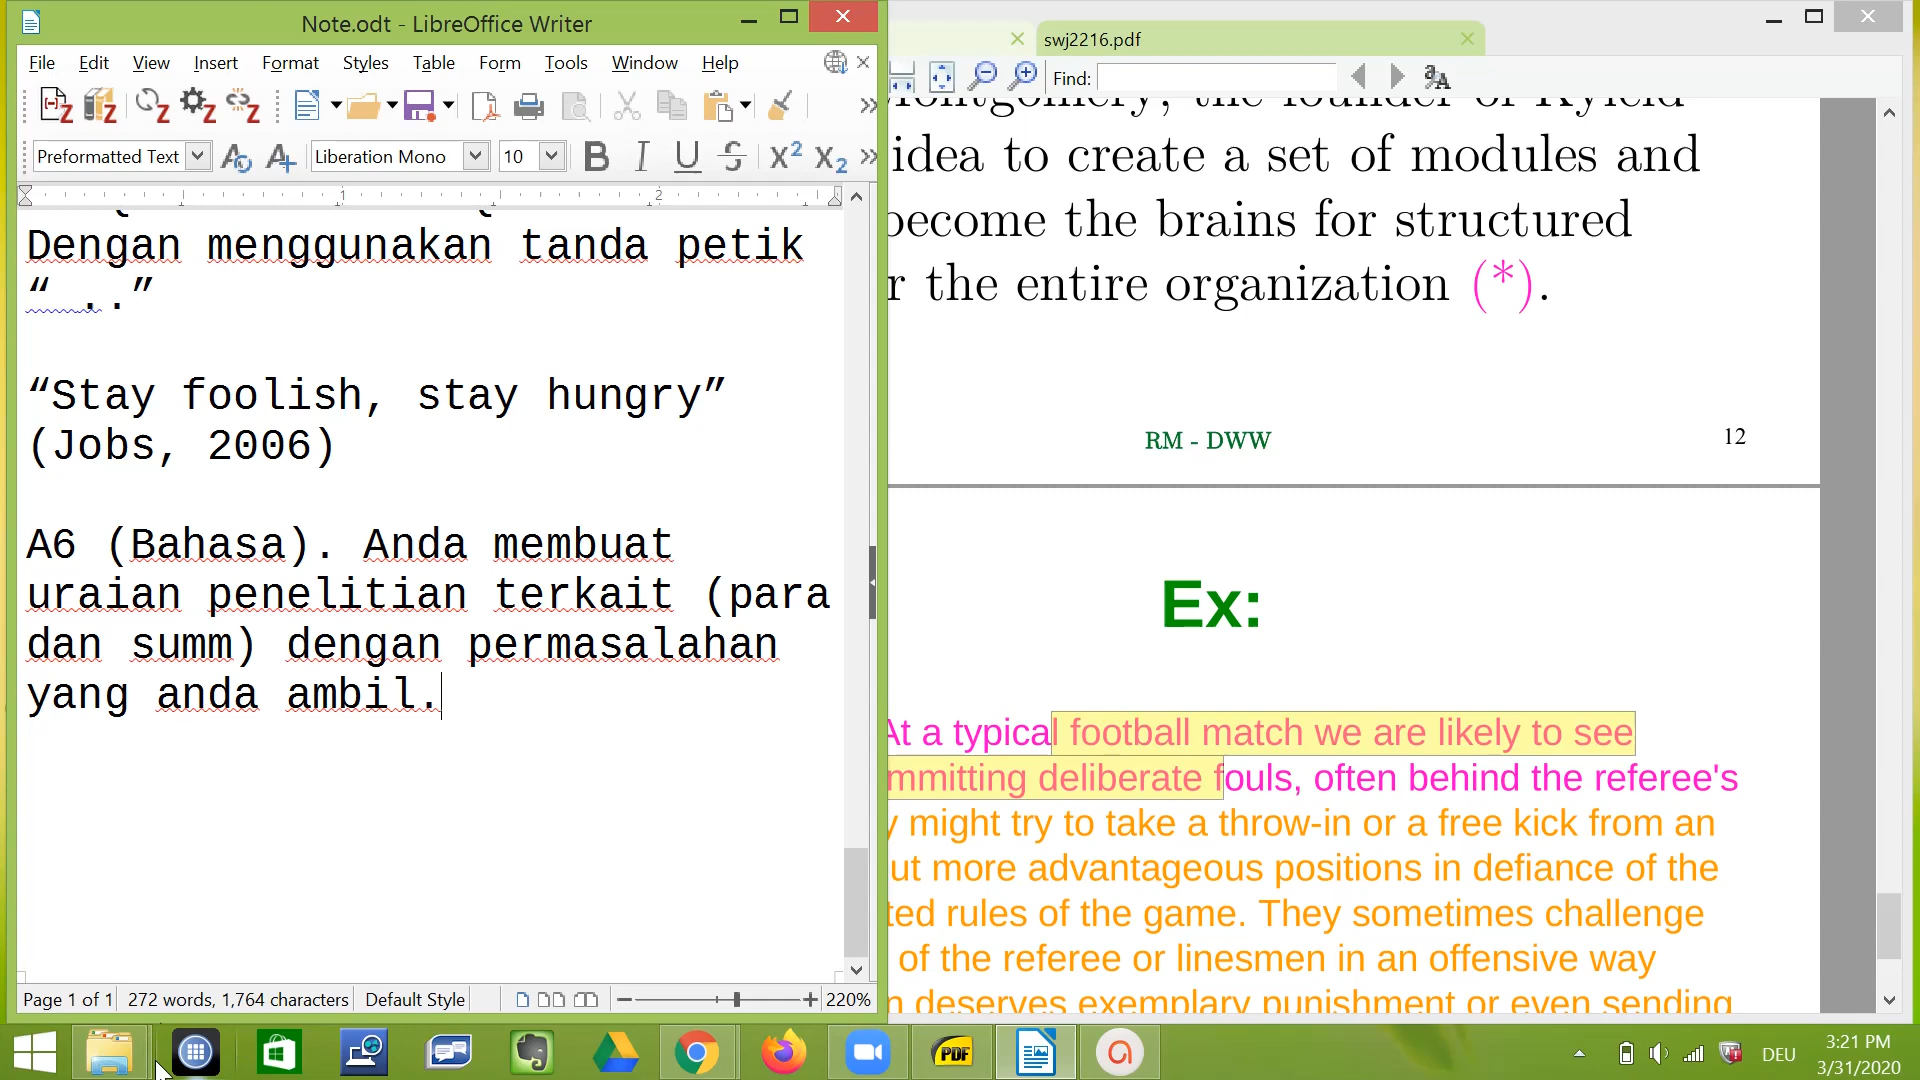 Note.odt - LibreOffice Writer
File Edit View Insert Format Styles Table Form Tools Window Help
Preformatted Text Liberation Mono 10
Dengan menggunakan tanda petik
“ ..”
“Stay foolish, stay hungry”
(Jobs, 2006)
A6 (Bahasa). Anda membuat
uraian penelitian terkait (para
dan summ) dengan permasalahan
yang anda ambil.
Page 1 of 1 272 words, 1,764 characters Default Style 220%
swj2216.pdf
Find:
idea to create a set of modules and
become the brains for structured
r the entire organization (*).
RM - DWW 12
Ex:
At a typical football match we are likely to see
mmitting deliberate fouls, often behind the referee's
y might try to take a throw-in or a free kick from an
ut more advantageous positions in defiance of the
ted rules of the game. They sometimes challenge
of the referee or linesmen in an offensive way
n deserves exemplary punishment or even sending
PDF
DEU
3:21 PM
3/31/2020